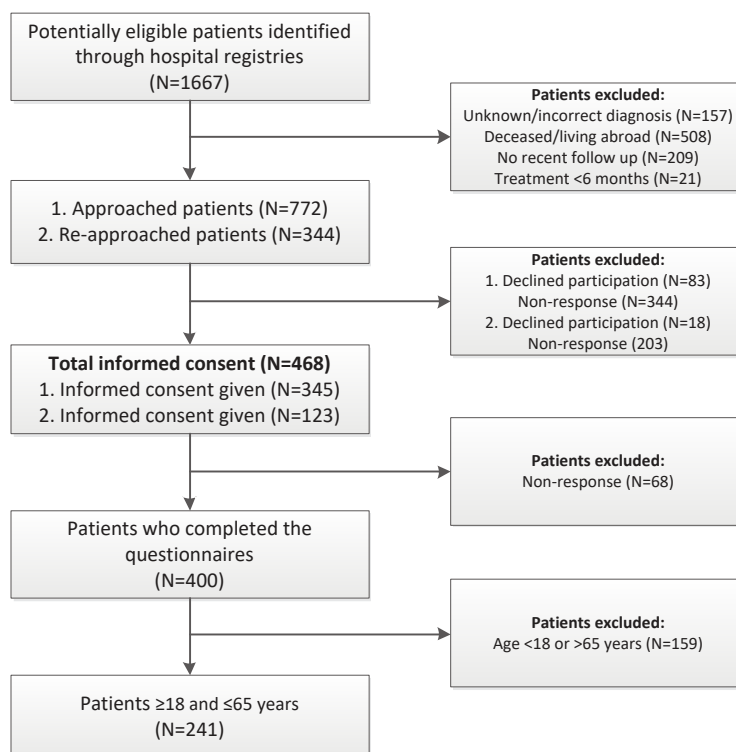 Potentially eligible patients identified
through hospital registries
(N=1667)
Patients excluded:
Unknown/incorrect diagnosis (N=157)
Deceased/living abroad (N=508)
No recent follow up (N=209)
Treatment <6 months (N=21)
1. Approached patients (N=772)
2. Re-approached patients (N=344)
Patients excluded:
1. Declined participation (N=83)
Non-response (N=344)
2. Declined participation (N=18)
Non-response (203)
Total informed consent (N=468)
1. Informed consent given (N=345)
2. Informed consent given (N=123)
Patients excluded:
Non-response (N=68)
Patients who completed the
questionnaires
(N=400)
Patients excluded:
Age <18 or >65 years (N=159)
Patients ≥18 and ≤65 years
(N=241)